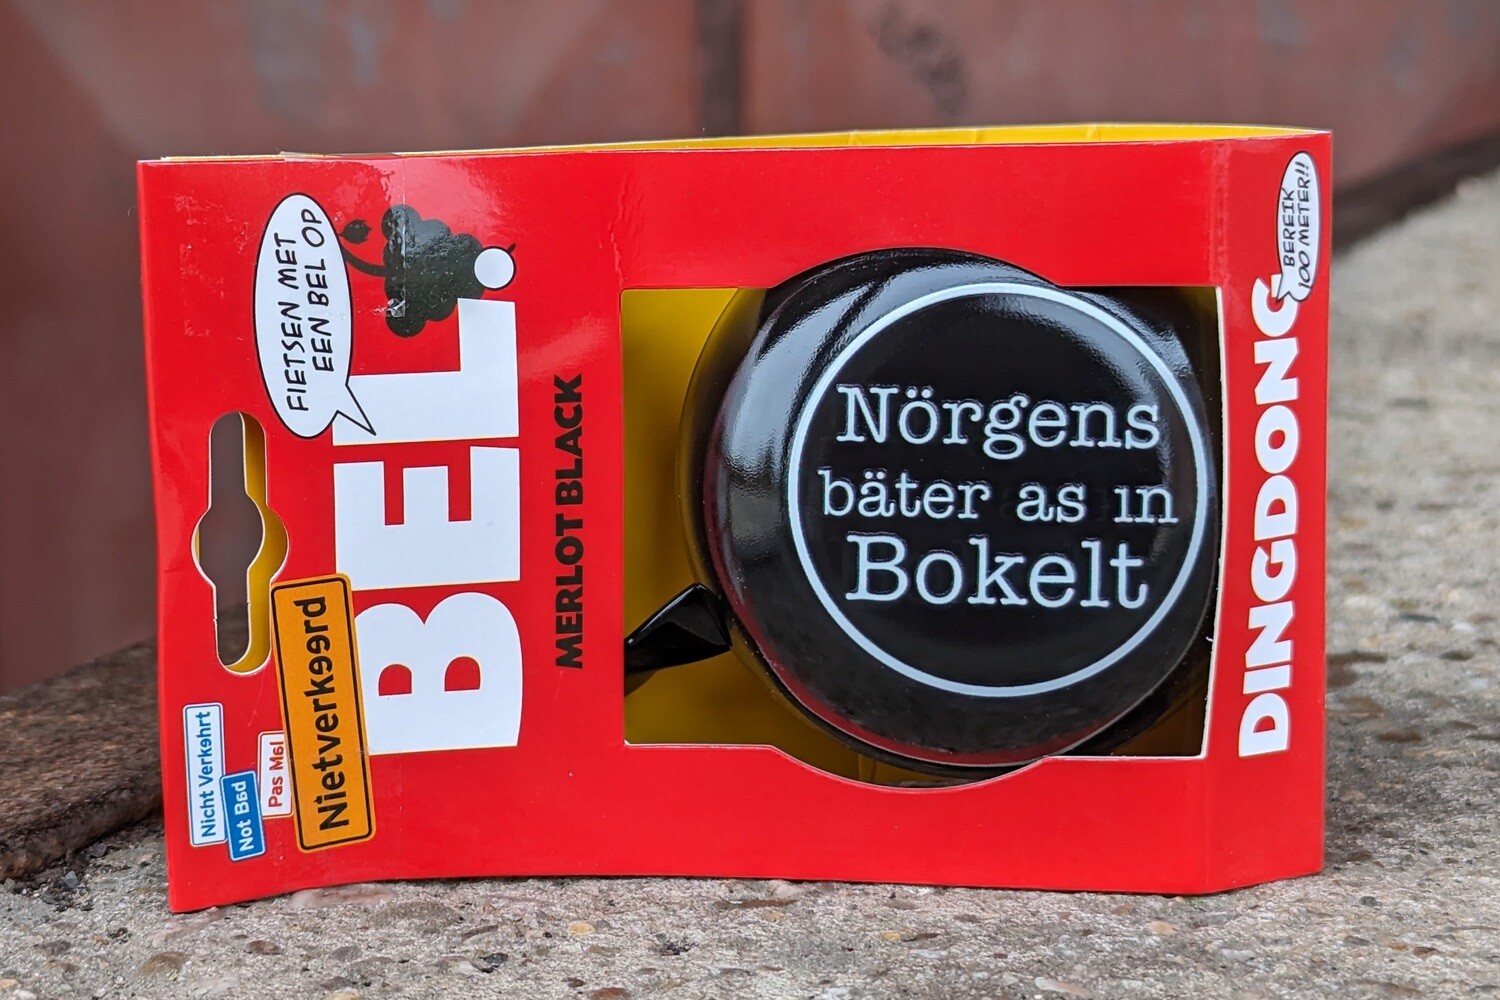 FIETSEN MET
EEN BEL OP
BEL.
MERLOT BLACK
Nietverkeerd
Nicht Verkehrt
Not Bad
Pas Mal
Nörgens
bäter as in
Bokelt
DINGDONG
BEREIK
100 METER!!